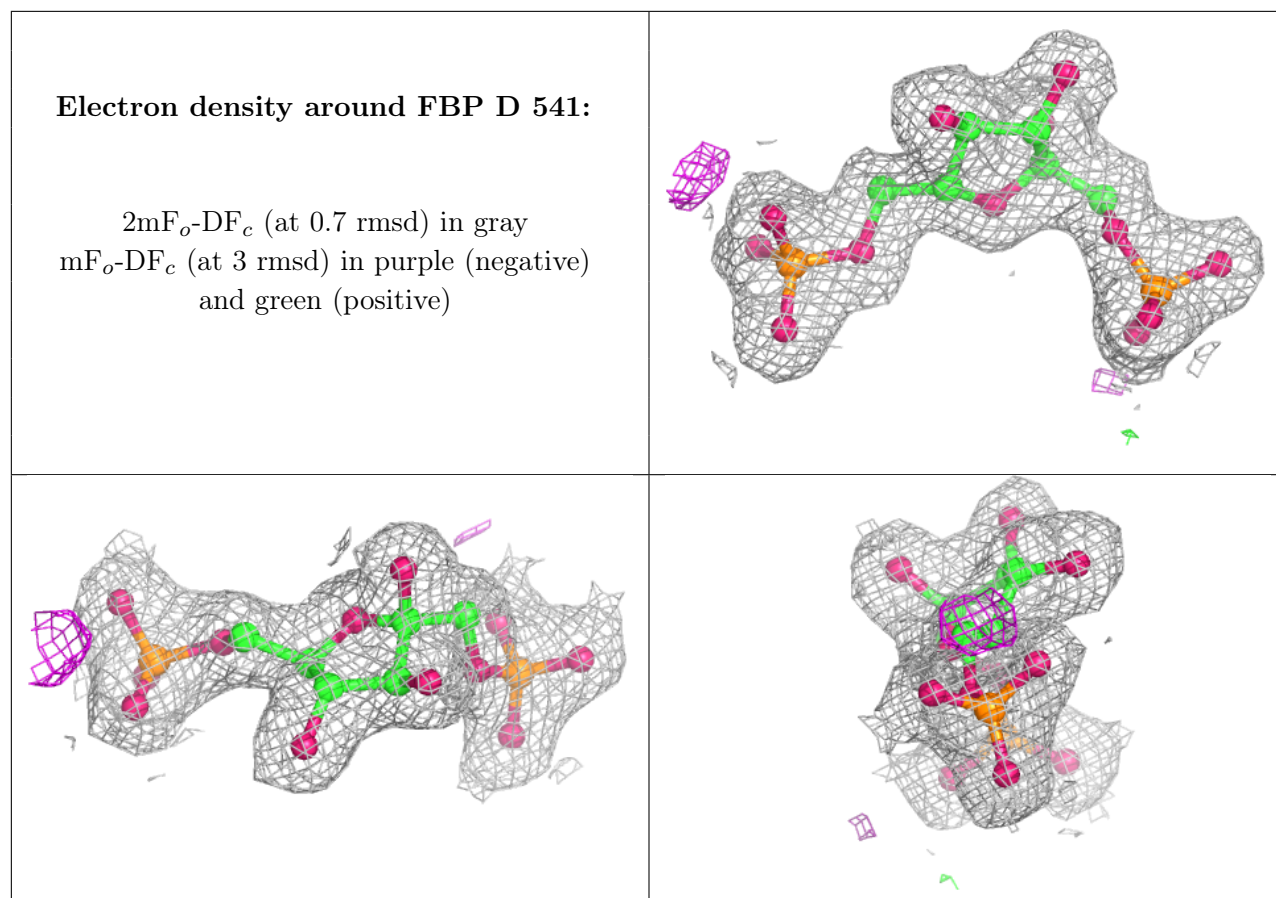 Electron density around FBP D 541:
2mFo-DFc (at 0.7 rmsd) in gray
mFo-DFc (at 3 rmsd) in purple (negative)
and green (positive)